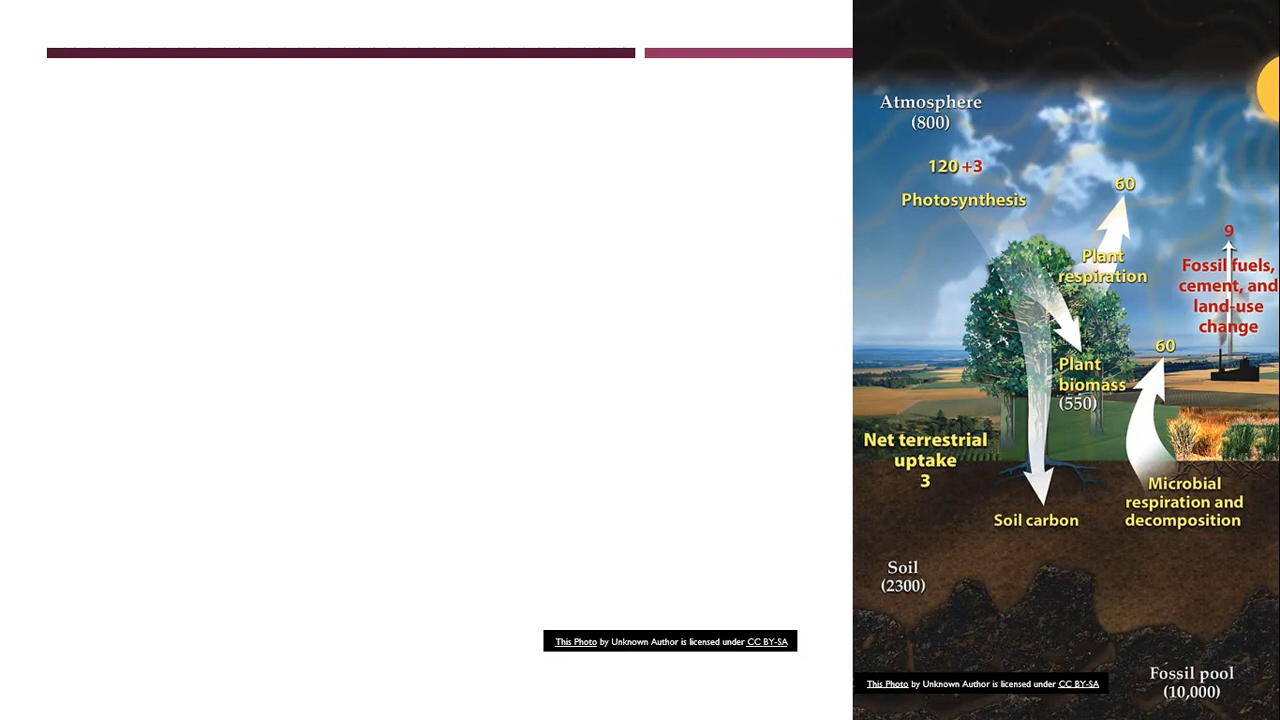 Atmosphere
(800)
120 +3
Photosynthesis
60
Plant
respiration
9
Fossil fuels,
cement, and
land-use
change
60
Plant
biomass
(550)
Net terrestrial
uptake
3
Microbial
respiration and
decomposition
Soil carbon
Soil
(2300)
This Photo by Unknown Author is licensed under CC BY-SA
Fossil pool
(10,000)
This Photo by Unknown Author is licensed under CC BY-SA